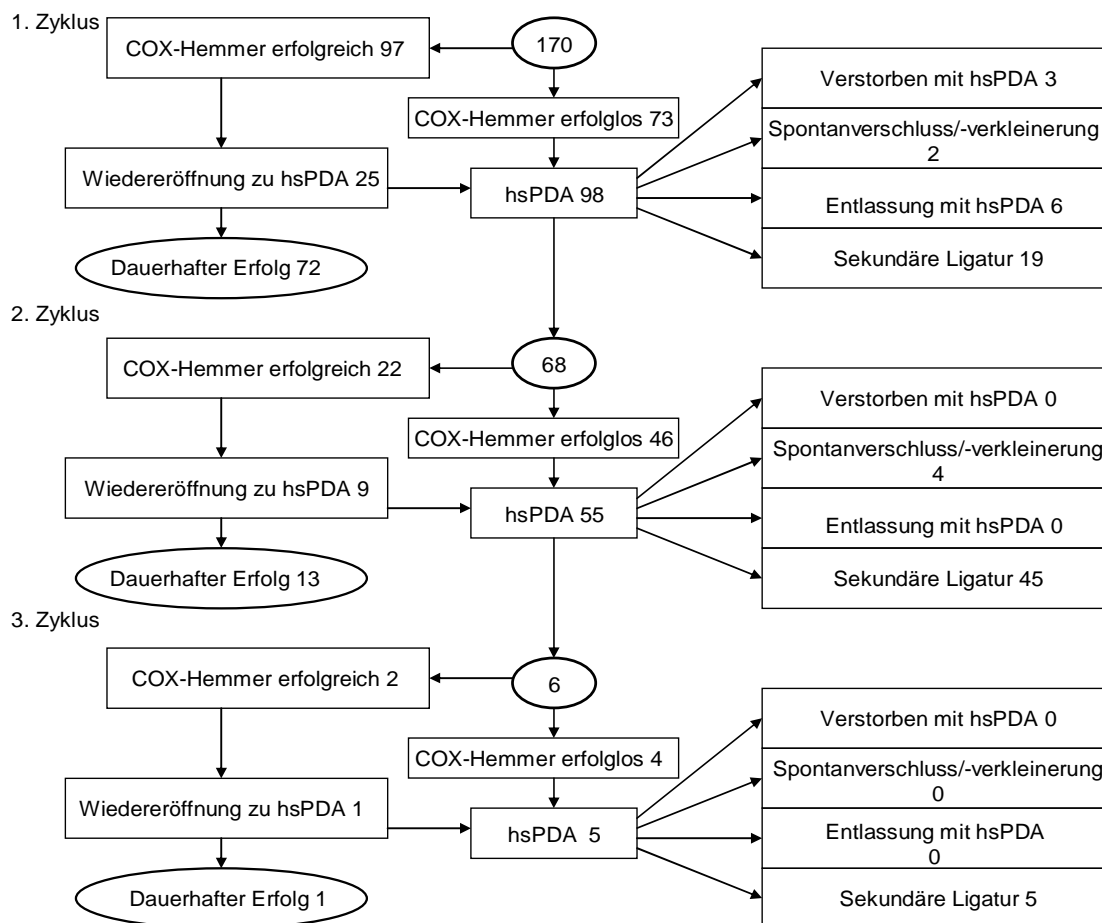 1. Zyklus
COX-Hemmer erfolgreich 97
170
Verstorben mit hsPDA 3
COX-Hemmer erfolglos 73
Spontanverschluss/-verkleinerung
2
Wiedereröffnung zu hsPDA 25
hsPDA 98
Entlassung mit hsPDA 6
Dauerhafter Erfolg 72
Sekundäre Ligatur 19
2. Zyklus
COX-Hemmer erfolgreich 22
68
Verstorben mit hsPDA 0
COX-Hemmer erfolglos 46
Spontanverschluss/-verkleinerung
4
Wiedereröffnung zu hsPDA 9
hsPDA 55
Entlassung mit hsPDA 0
Dauerhafter Erfolg 13
Sekundäre Ligatur 45
3. Zyklus
COX-Hemmer erfolgreich 2
6
Verstorben mit hsPDA 0
COX-Hemmer erfolglos 4
Spontanverschluss/-verkleinerung
0
Wiedereröffnung zu hsPDA 1
hsPDA 5
Entlassung mit hsPDA
0
Dauerhafter Erfolg 1
Sekundäre Ligatur 5